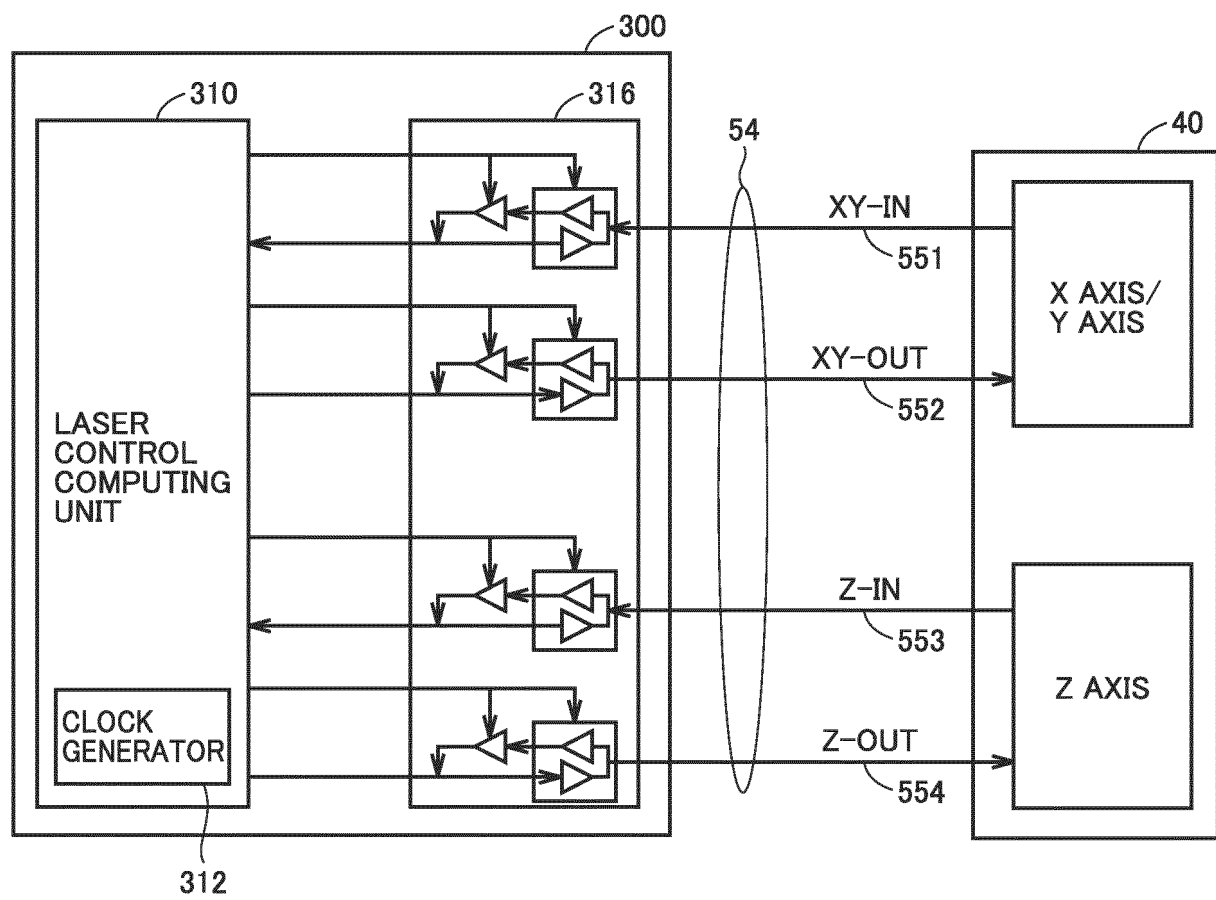 300
310
316
54
40
XY-IN
551
X AXIS/
Y AXIS
XY-OUT
552
LASER
CONTROL
COMPUTING
UNIT
Z-IN
553
Z AXIS
CLOCK
GENERATOR
Z-OUT
554
312